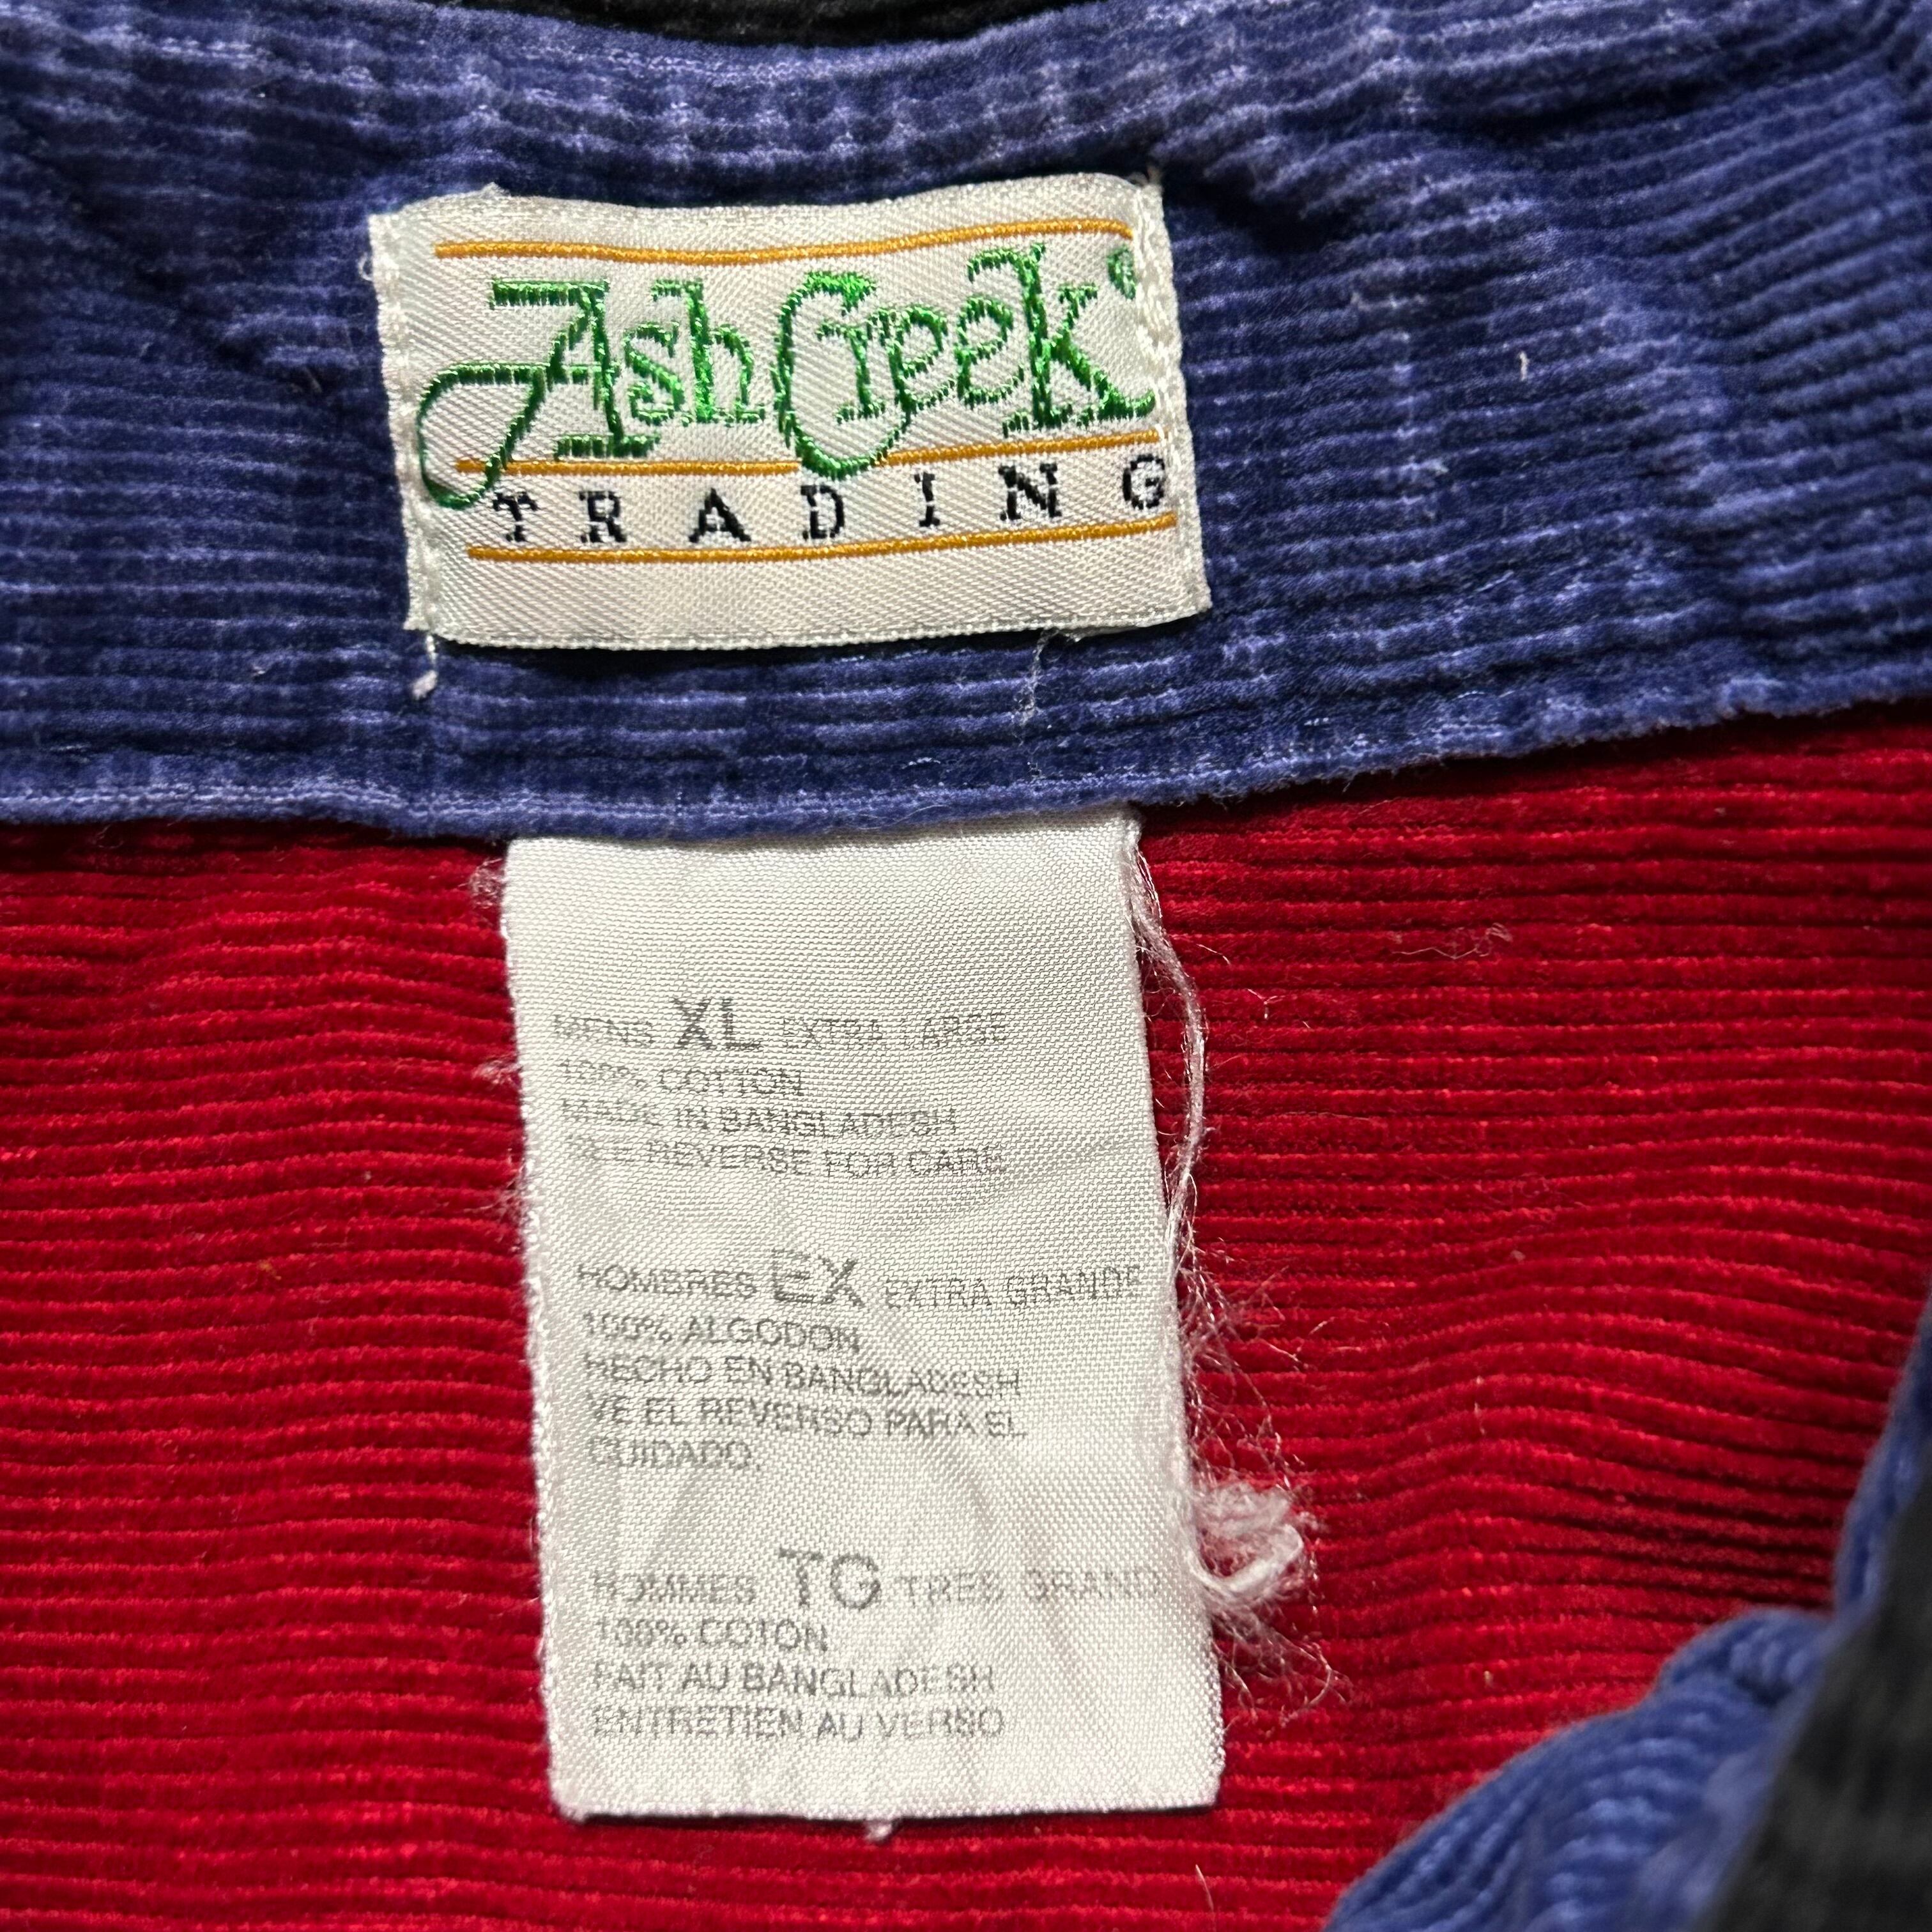 Ash Creek®
TRADING
MENS XL EXTRA LARGE
100% COTTON
MADE IN BANGLADESH
SEE REVERSE FOR CARE
HOMBRES EX EXTRA GRANDE
100% ALGODON
HECHO EN BANGLADESH
VE EL REVERSO PARA EL
CUIDADO.
HOMMES TG TRES GRAND
100% COTON
FAIT AU BANGLADESH
ENTRETIEN AU VERSO